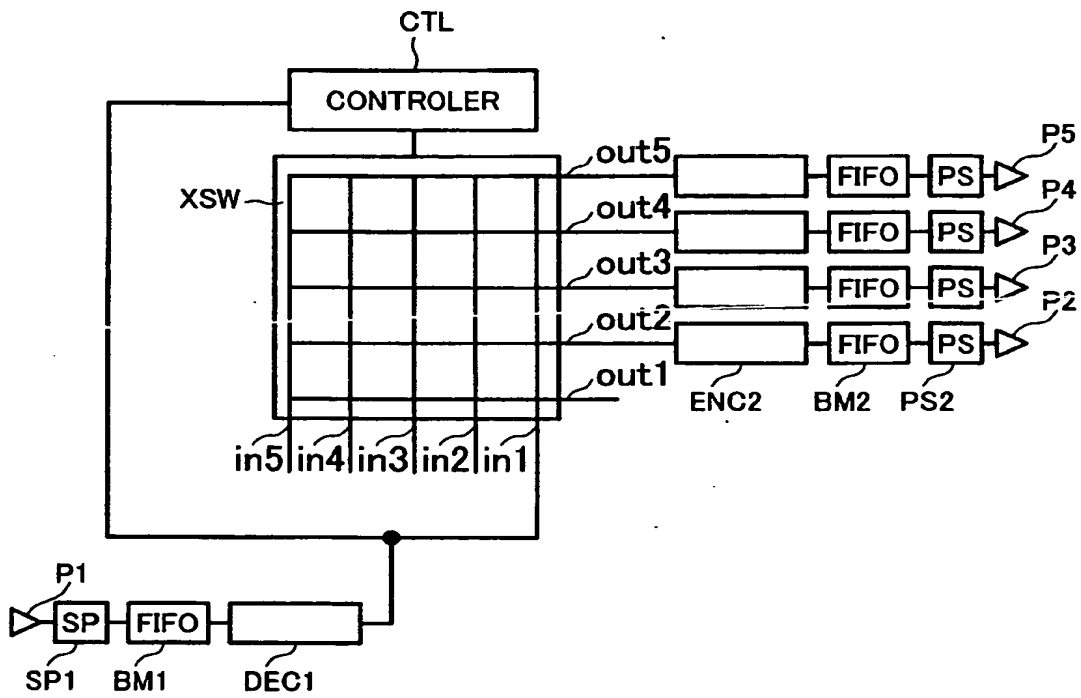 CTL
CONTROLER
P5
out5
FIFO PS
XSW
P4
out4
FIFO PS
P3
out3
FIFO PS
P2
out2
FIFO PS
out1
ENC2 BM2 PS2
in5 in4 in3 in2 in1
P1
SP FIFO
SP1 BM1 DEC1